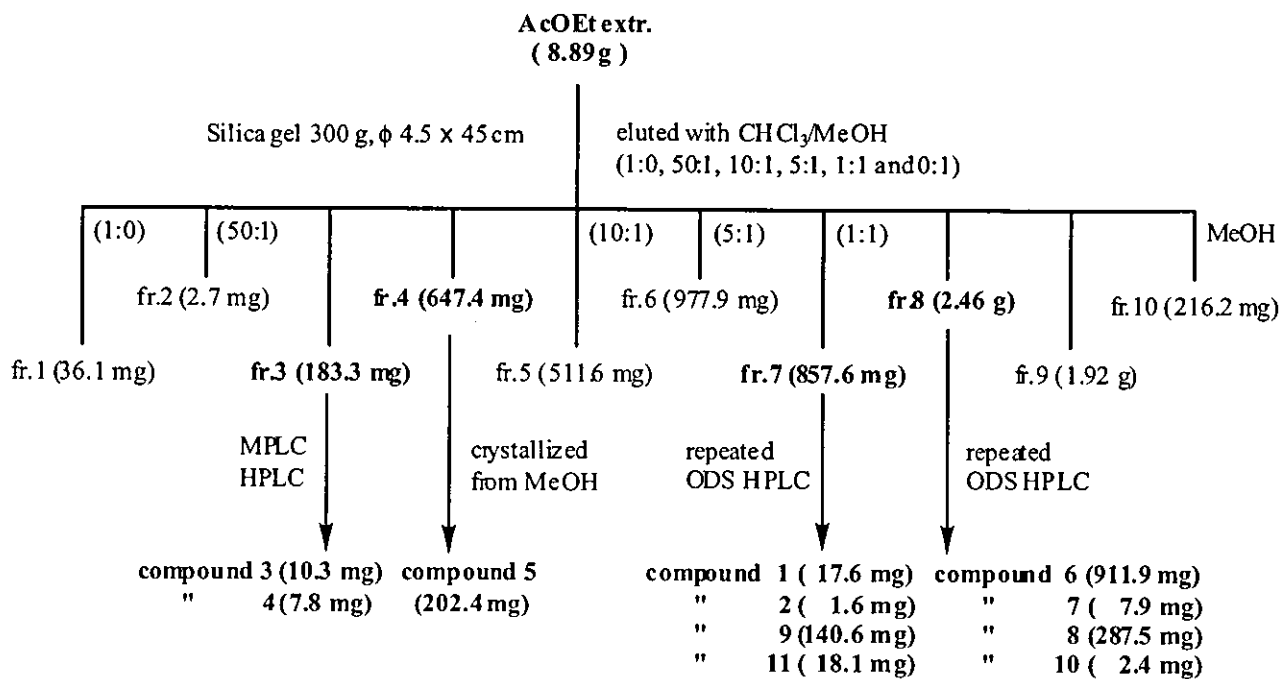 AcOEt extr.
( 8.89g )
Silica gel 300 g, ϕ 4.5 x 45cm
eluted with CHCl₃/MeOH
(1:0, 50:1, 10:1, 5:1, 1:1 and 0:1)
(1:0) (50:1) (10:1) (5:1) (1:1) MeOH
fr.2 (2.7 mg) fr.4 (647.4 mg) fr.6 (977.9 mg) fr.8 (2.46 g) fr.10 (216.2 mg)
fr.1 (36.1 mg) fr.3 (183.3 mg) fr.5 (511.6 mg) fr.7 (857.6 mg) fr.9 (1.92 g)
MPLC
HPLC
crystallized
from MeOH
repeated
ODS HPLC
repeated
ODS HPLC
compound 3 (10.3 mg)
" 4 (7.8 mg)
compound 5
(202.4 mg)
compound 1 ( 17.6 mg)
" 2 ( 1.6 mg)
" 9 (140.6 mg)
" 11 ( 18.1 mg)
compound 6 (911.9 mg)
" 7 ( 7.9 mg)
" 8 (287.5 mg)
" 10 ( 2.4 mg)